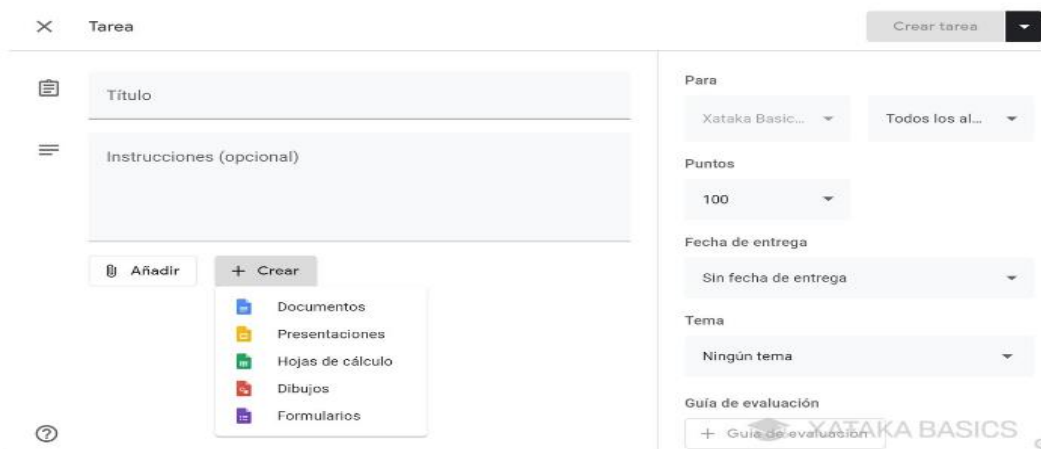 Tarea
Crear tarea
Título
Instrucciones (opcional)
Añadir
+ Crear
Documentos
Presentaciones
Hojas de cálculo
Dibujos
Formularios
Para
Xataka Basic...
Todos los al...
Puntos
100
Fecha de entrega
Sin fecha de entrega
Tema
Ningún tema
Guía de evaluación
+ Guía de evaluación
XATAKA BASICS